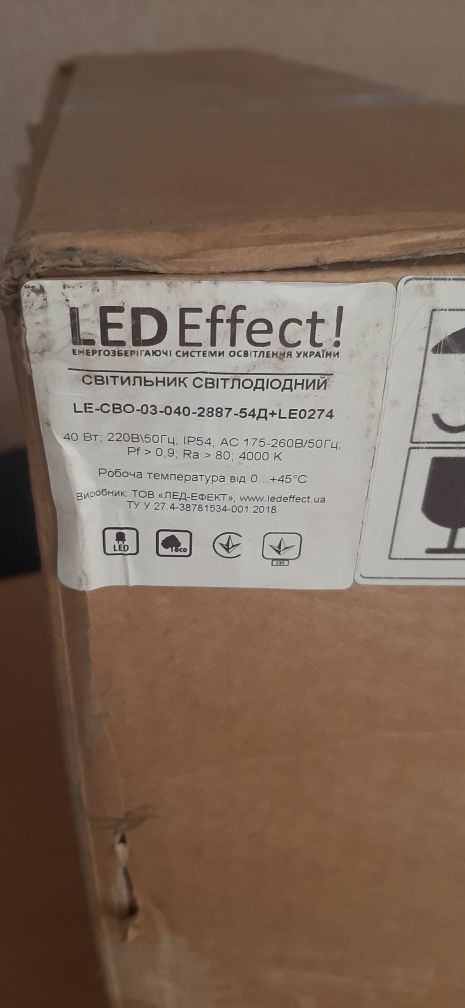 LED Effect!
ЕНЕРГОЗБЕРІГАЮЧІ СИСТЕМИ ОСВІТЛЕННЯ УКРАЇНИ
СВІТИЛЬНИК СВІТЛОДІОДНИЙ
LE-СВО-03-040-2887-54Д+LE0274
40 Вт; 220В\50Гц; IP54, AC 175-260В/50Гц;
Pf > 0,9; Ra > 80; 4000 К
Робоча температура від 0...+45°С
Виробник: ТОВ «ЛЕД-ЕФЕКТ», www.ledeffect.ua
ТУ У 27.4-38781534-001:2018
LED
eco